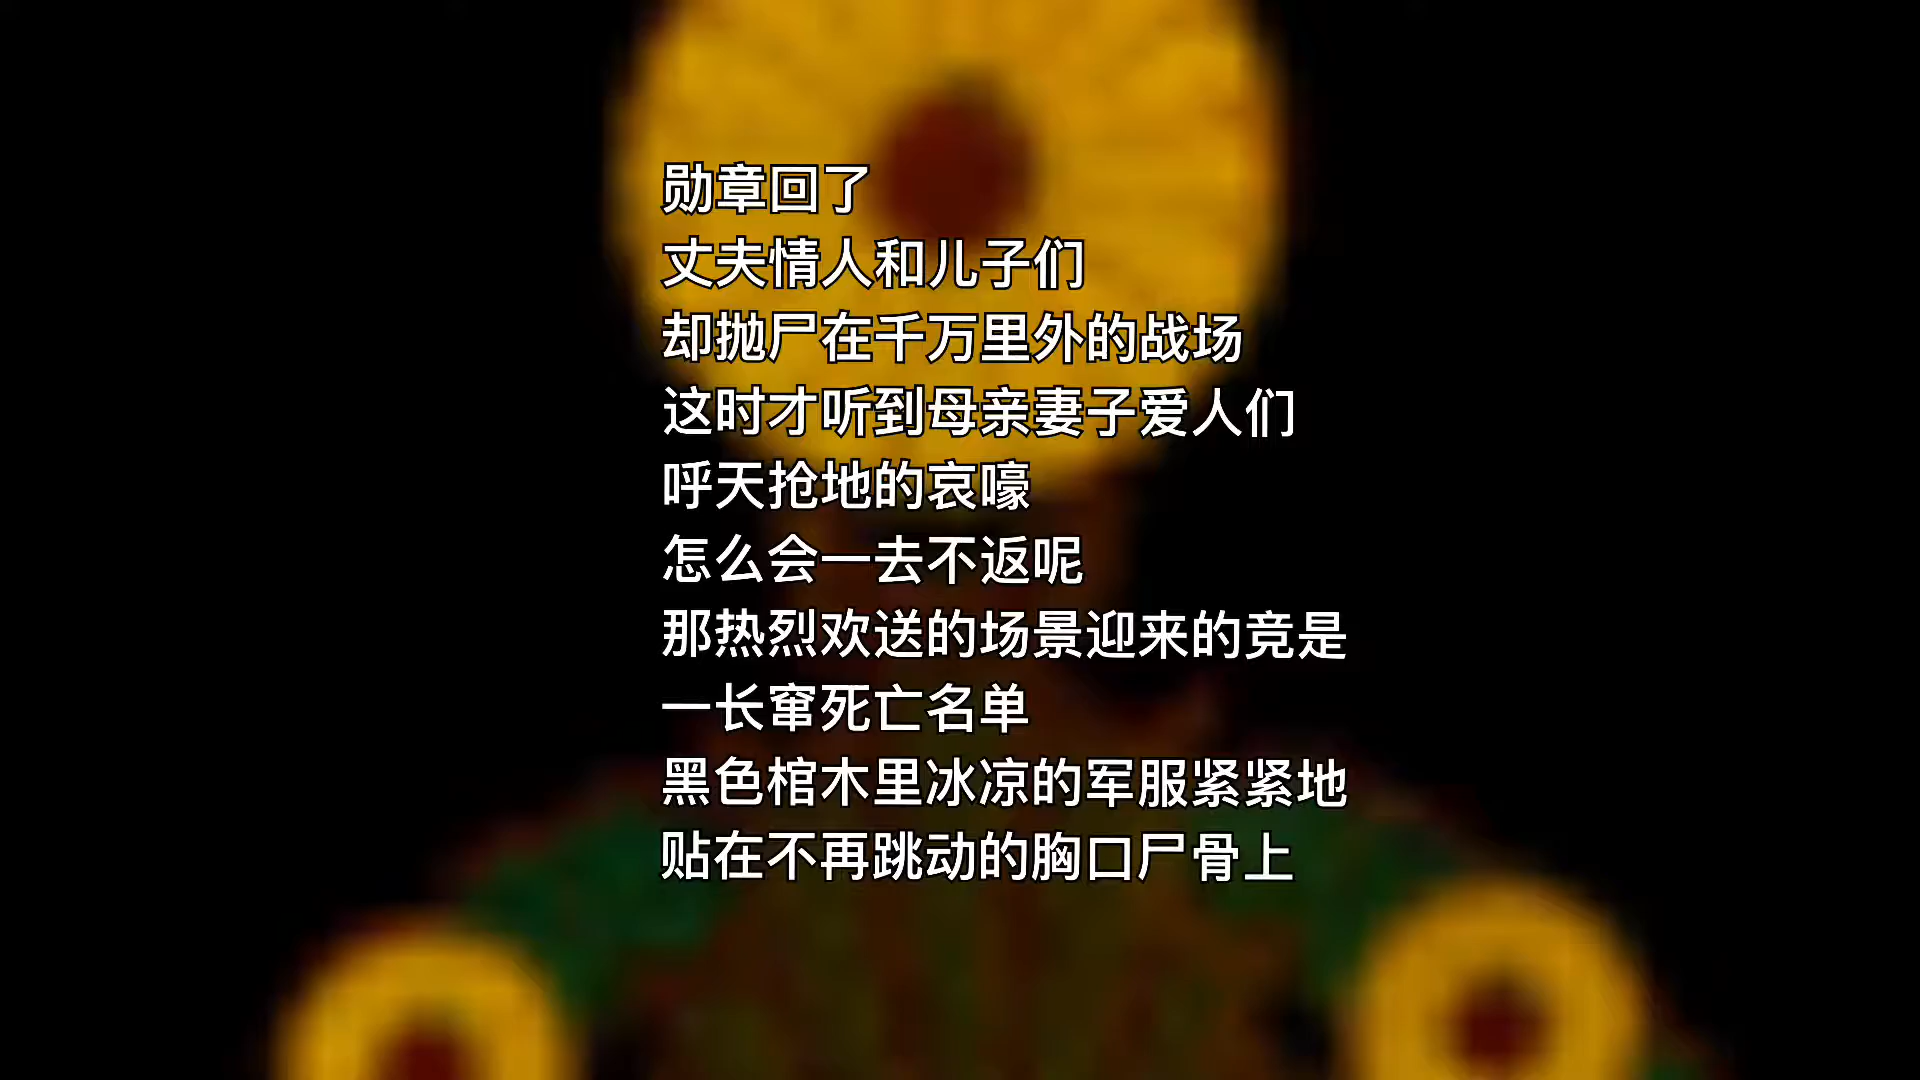 勋章回了
丈夫情人和儿子们
却抛尸在千万里外的战场
这时才听到母亲妻子爱人们
呼天抢地的哀嚎
怎么会一去不返呢
那热烈欢送的场景迎来的竞是
一长窜死亡名单
黑色棺木里冰凉的军服紧紧地
贴在不再跳动的胸口尸骨上